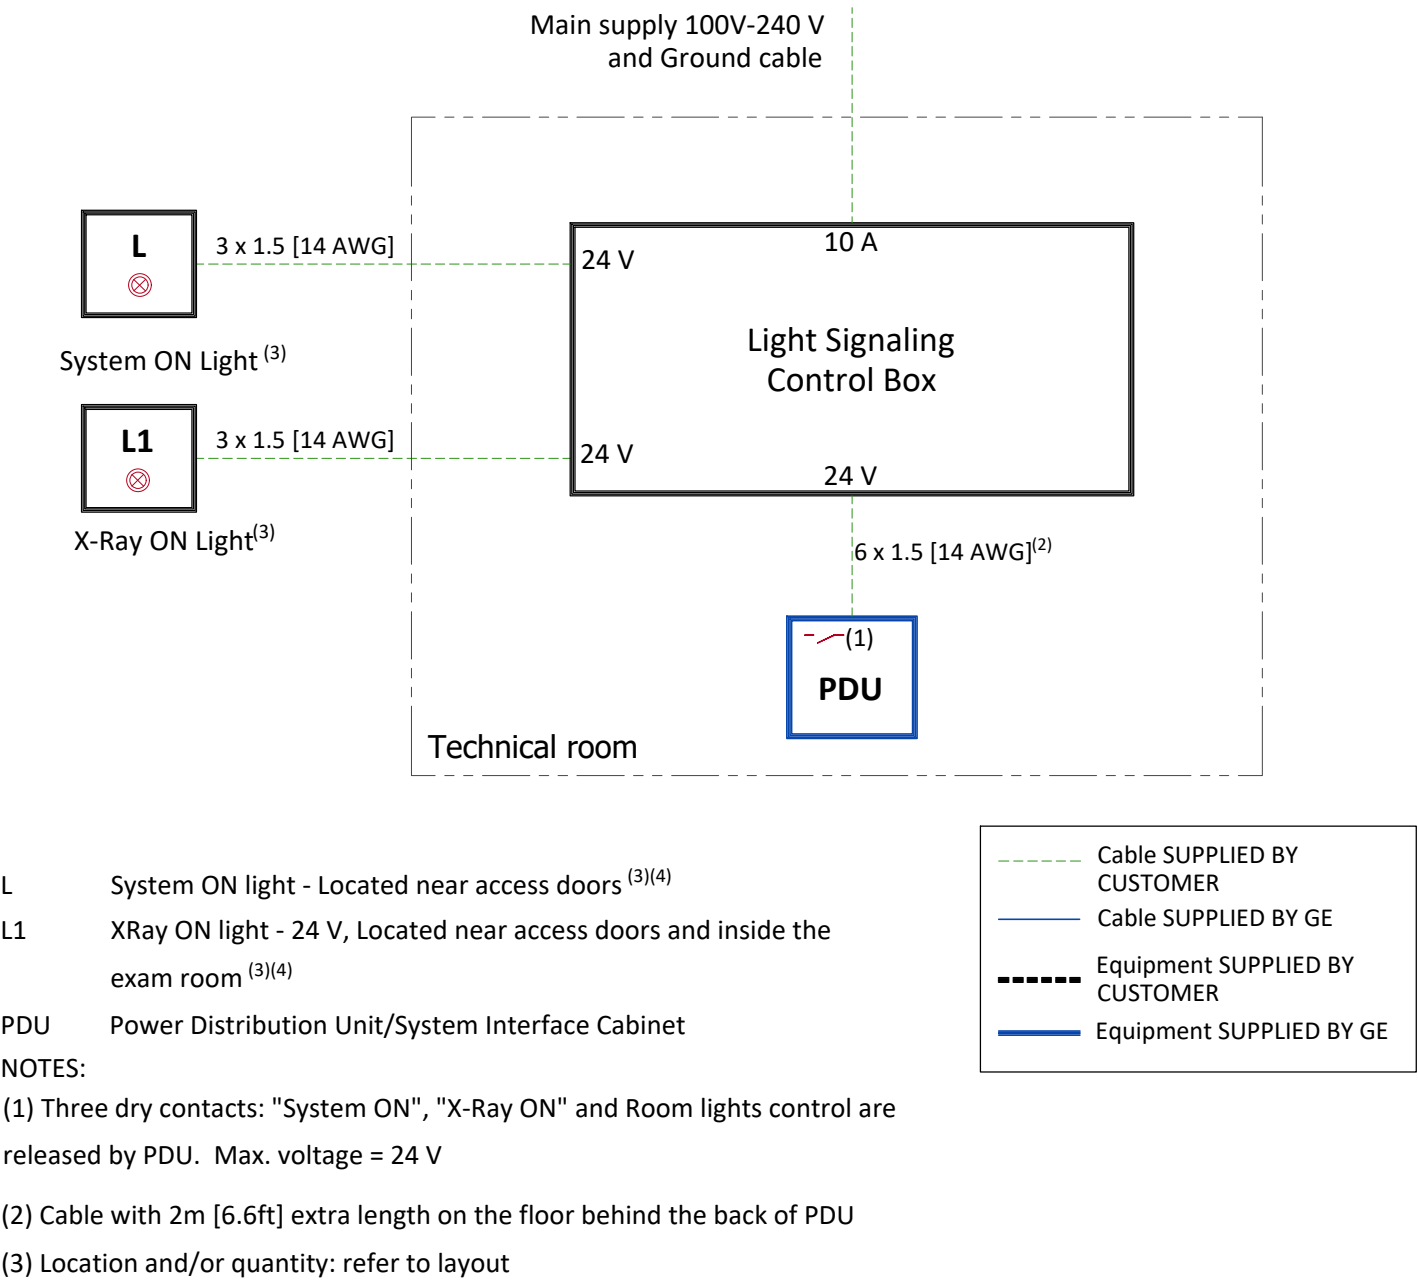 Main supply 100V-240 V
and Ground cable
10 A
L
3 x 1.5 [14 AWG]
24 V
System ON Light (3)
Light Signaling
Control Box
L1
3 x 1.5 [14 AWG]
24 V
24 V
X-Ray ON Light(3)
6 x 1.5 [14 AWG](2)
(1)
PDU
Technical room
Cable SUPPLIED BY
CUSTOMER
Cable SUPPLIED BY GE
Equipment SUPPLIED BY
CUSTOMER
Equipment SUPPLIED BY GE
L System ON light - Located near access doors (3)(4)
L1 XRay ON light - 24 V, Located near access doors and inside the
exam room (3)(4)
PDU Power Distribution Unit/System Interface Cabinet
NOTES:
(1) Three dry contacts: "System ON", "X-Ray ON" and Room lights control are
released by PDU. Max. voltage = 24 V
(2) Cable with 2m [6.6ft] extra length on the floor behind the back of PDU
(3) Location and/or quantity: refer to layout